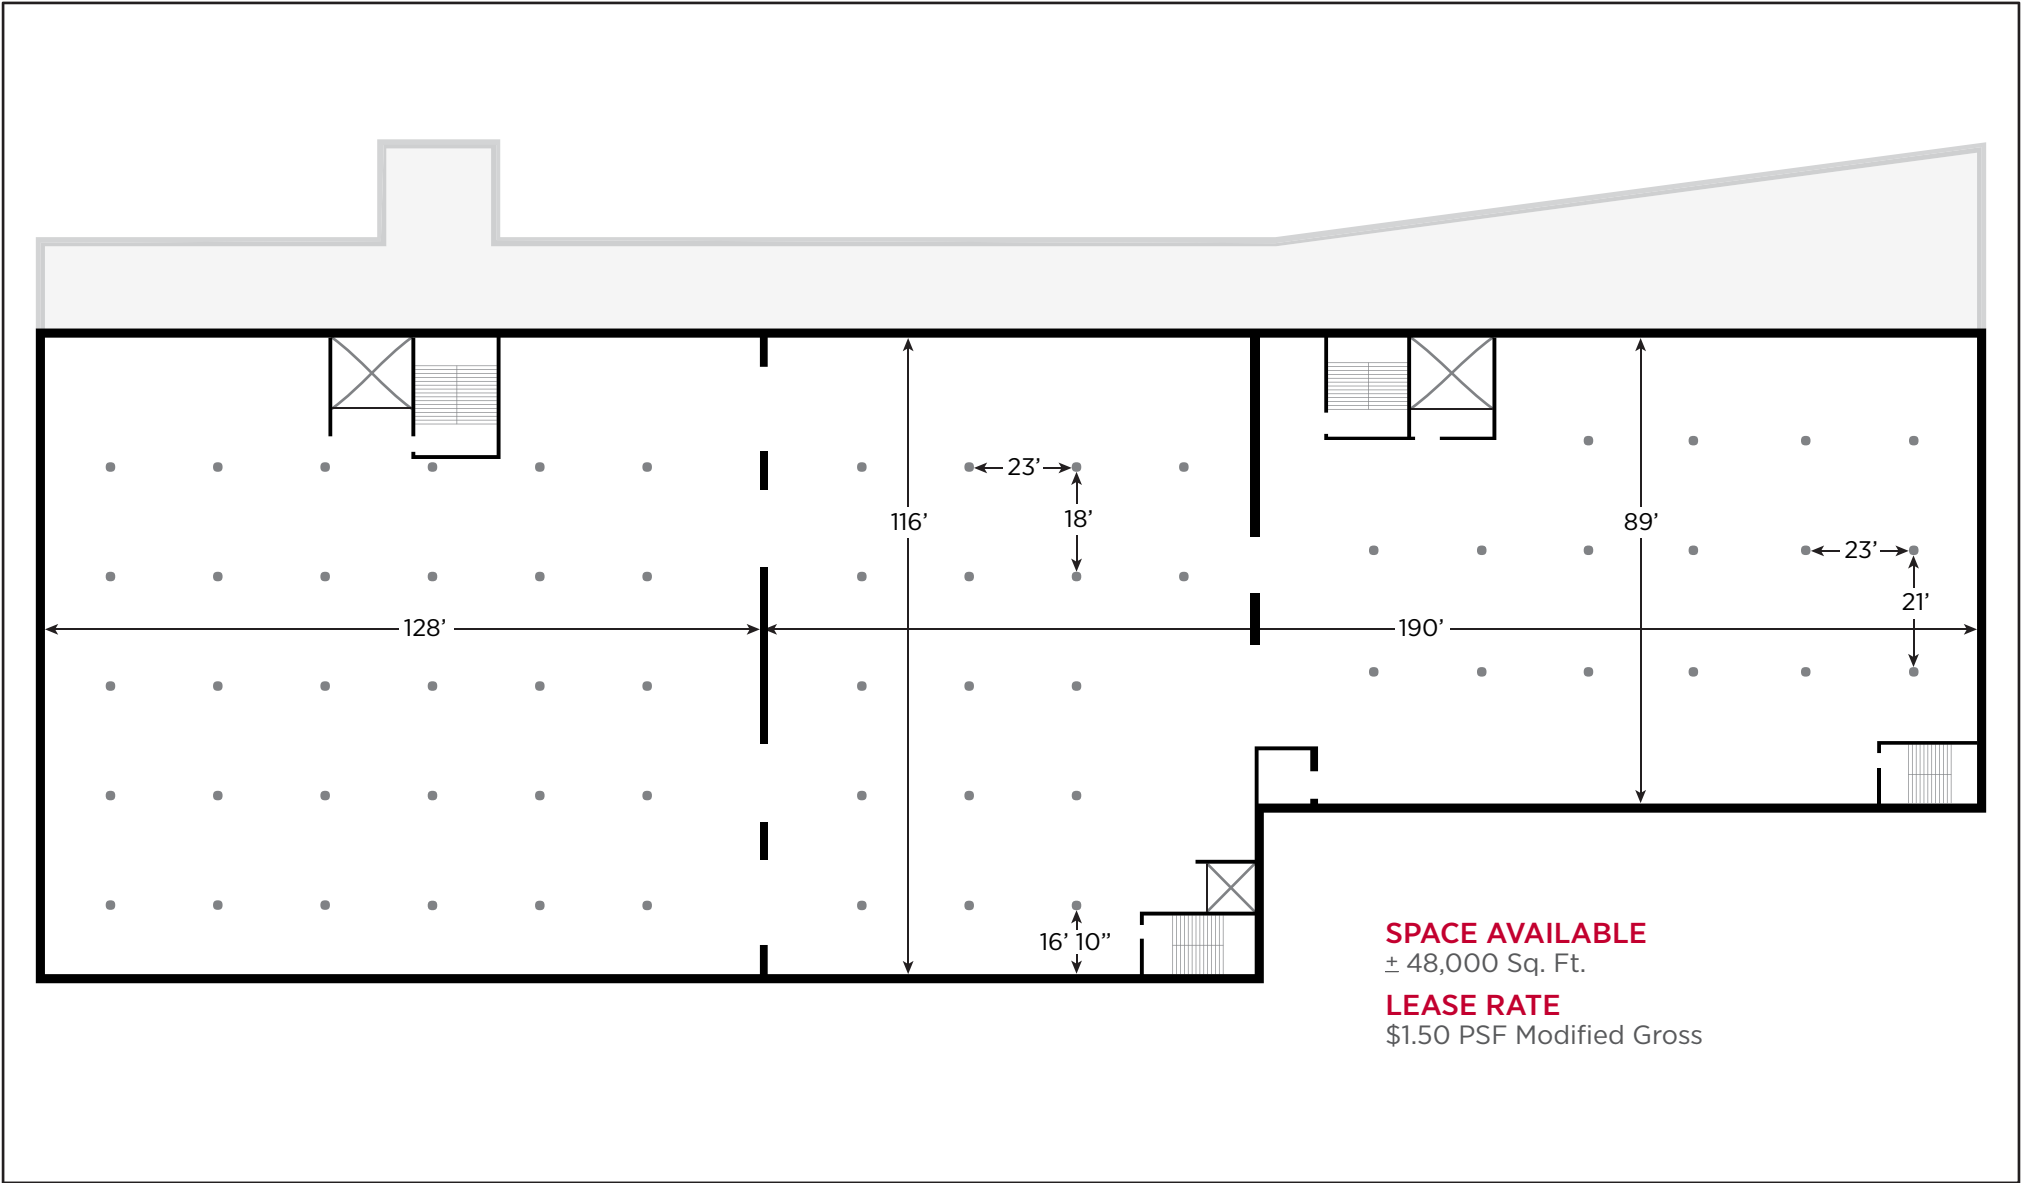 23’
116’
18’
89’
23’
21’
128’
190’
16’ 10”
SPACE AVAILABLE
± 48,000 Sq. Ft.
LEASE RATE
$1.50 PSF Modified Gross